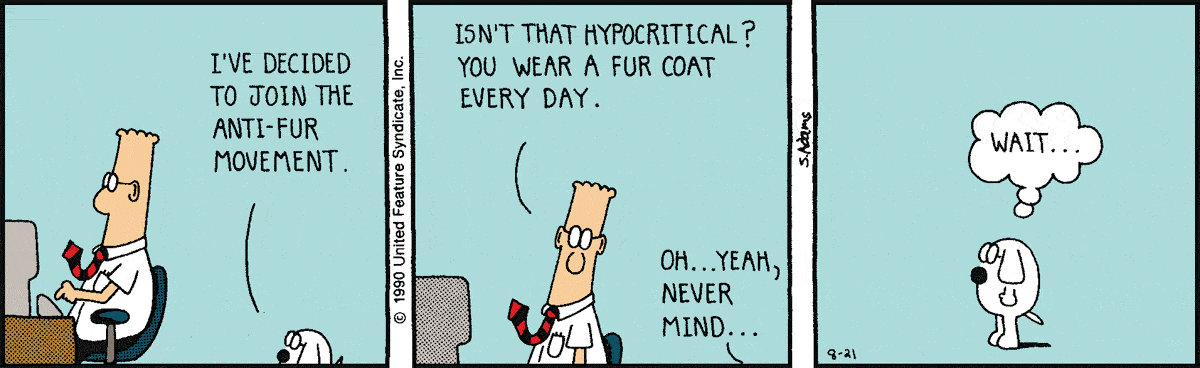 I'VE DECIDED
TO JOIN THE
ANTI-FUR
MOVEMENT.
© 1990 United Feature Syndicate, Inc.
ISN'T THAT HYPOCRITICAL?
YOU WEAR A FUR COAT
EVERY DAY.
OH...YEAH,
NEVER
MIND...
S.Adams
WAIT...
8-21